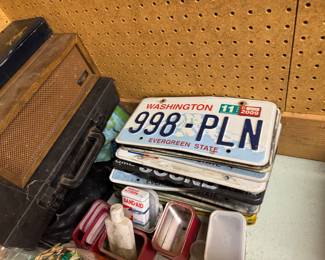 WASHINGTON
11
2009
998-PLN
EVERGREEN STATE
BAND-AID